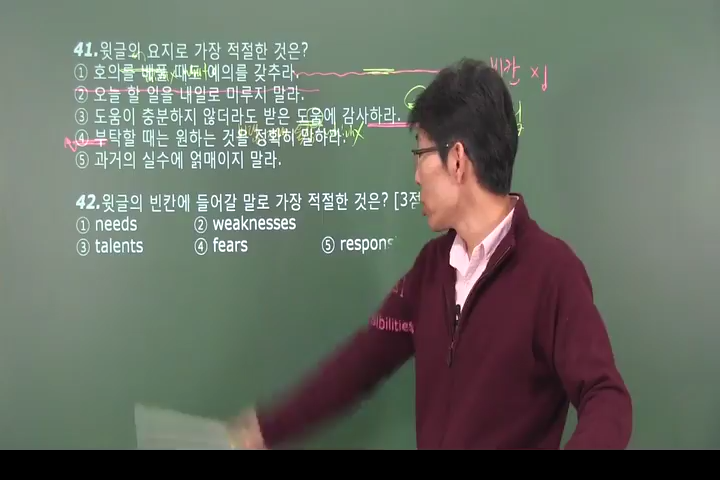 41.윗글의 요지로 가장 적절한 것은?
① 호의를 베풀 때도 예의를 갖추라.
② 오늘 할 일을 내일로 미루지 말라.
③ 도움이 충분하지 않더라도 받은 도움에 감사하라.
④ 부탁할 때는 원하는 것을 정확히 말하라.
⑤ 과거의 실수에 얽매이지 말라.
42.윗글의 빈칸에 들어갈 말로 가장 적절한 것은? [3점
① needs ② weaknesses
③ talents ④ fears ⑤ respons
ibilities